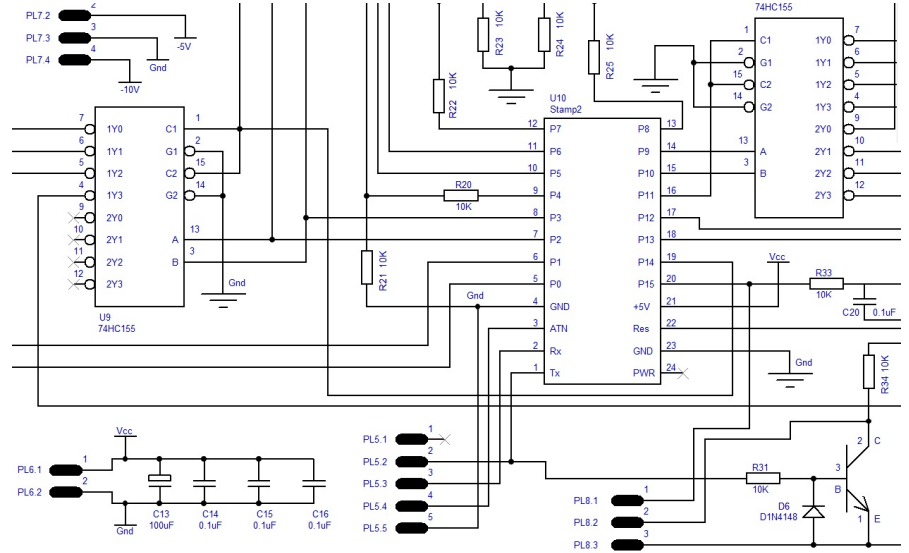 PL7.2 2
PL7.3 3
PL7.4 4
-5V
Gnd
-10V
R23 10K
R24 10K
R25 10K
R22 10K
74HC155
1 C1 1Y0 7
2 G1 1Y1 6
15 C2 1Y2 5
14 G2 1Y3 4
2Y0 9
13 A 2Y1 10
3 B 2Y2 11
2Y3 12
7 1Y0 C1 1
6 1Y1 G1 2
5 1Y2 C2 15
4 1Y3 G2 14
9 2Y0
10 2Y1 A 13
11 2Y2 B 3
12 2Y3
U9
74HC155
Gnd
U10
Stamp2
12 P7 P8 13
11 P6 P9 14
10 P5 P10 15
9 P4 P11 16
8 P3 P12 17
7 P2 P13 18
6 P1 P14 19
5 P0 P15 20
4 GND +5V 21
3 ATN Res 22
2 Rx GND 23
1 Tx PWR 24
R20
10K
R21 10K
Gnd
Vcc
R33
10K
C20 0.1uF
Gnd
R34 10K
Vcc
PL6.1 1
PL6.2 2
Gnd
C13
100uF
C14
0.1uF
C15
0.1uF
C16
0.1uF
PL5.1 1
PL5.2 2
PL5.3 3
PL5.4 4
PL5.5 5
R31
10K
PL8.1 1
PL8.2 2
PL8.3 3
D6
D1N4148
2 C
3
B
1 E